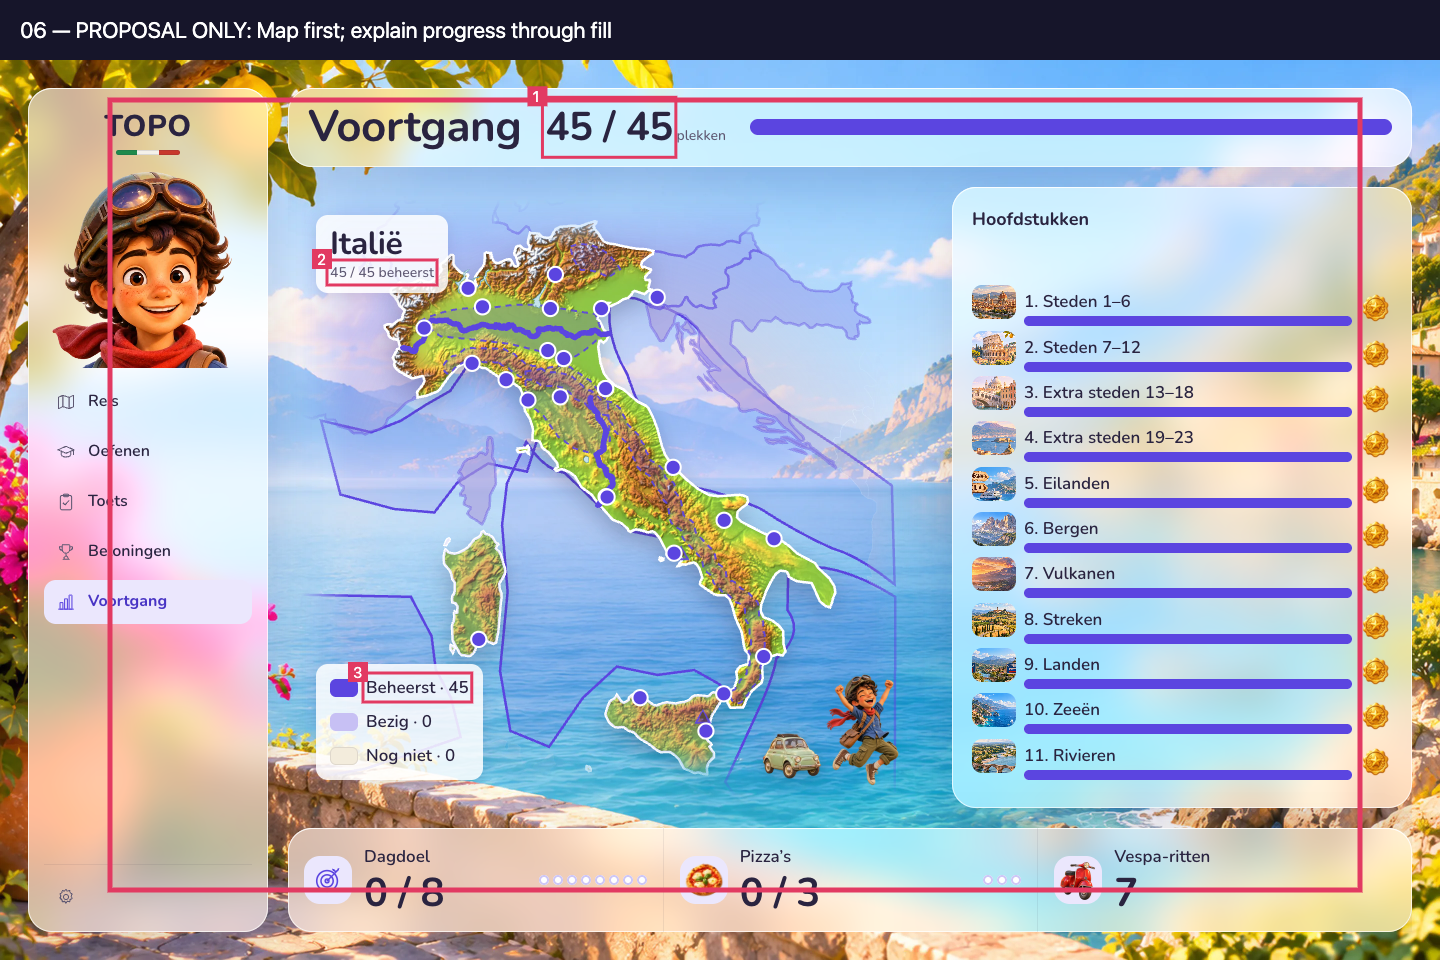 06 — PROPOSAL ONLY: Map first; explain progress through fill
TOPO
Reis
Oefenen
Toets
Beloningen
Voortgang
1
Voortgang 45 / 45 plekken
Italië
2
45 / 45 beheerst
3
Beheerst · 45
Bezig · 0
Nog niet · 0
Hoofdstukken
1. Steden 1–6
2. Steden 7–12
3. Extra steden 13–18
4. Extra steden 19–23
5. Eilanden
6. Bergen
7. Vulkanen
8. Streken
9. Landen
10. Zeeën
11. Rivieren
Dagdoel
0 / 8
Pizza’s
0 / 3
Vespa-ritten
7